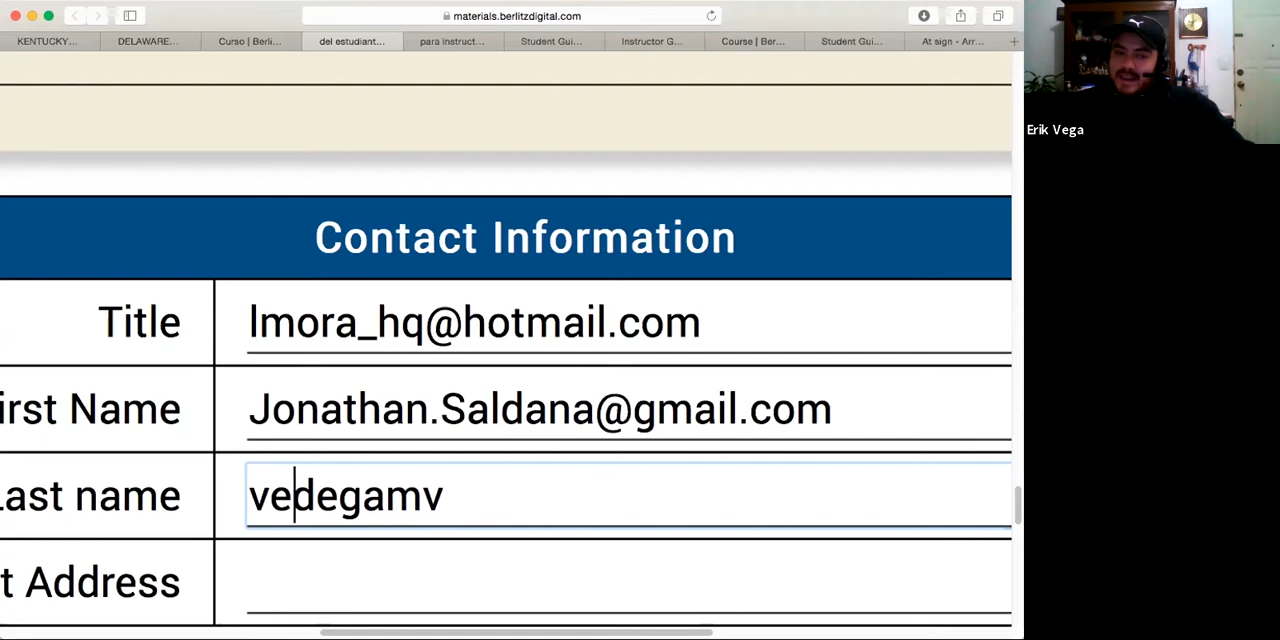 materials.berlitzdigital.com
KENTUCKY...
DELAWARE...
Curso | Berli...
del estudiant...
para instruct...
Student Gui...
Instructor G...
Course | Ber...
Student Gui...
At sign - Arr...
Erik Vega
Contact Information
Title
lmora_hq@hotmail.com
irst Name
Jonathan.Saldana@gmail.com
Last name
vedegamv
t Address